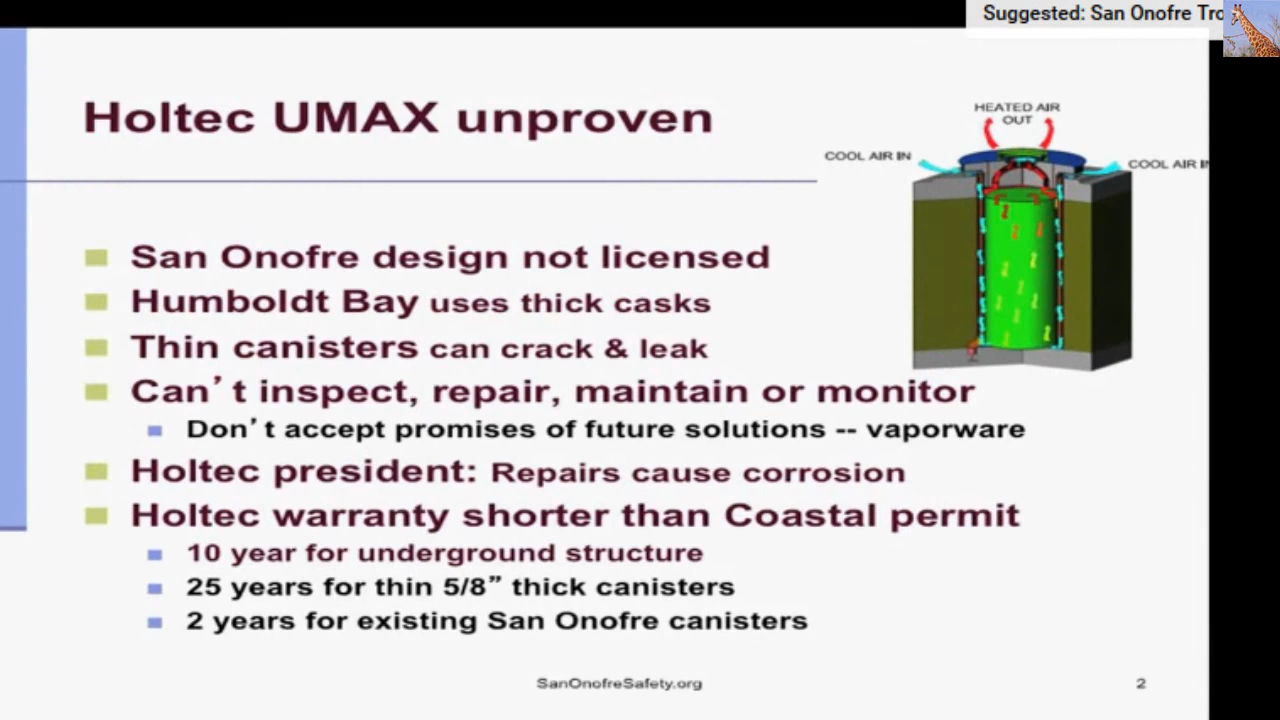 Suggested: San Onofre Tro
Holtec UMAX unproven
HEATED AIR
OUT
COOL AIR IN
COOL AIR IN
San Onofre design not licensed
Humboldt Bay uses thick casks
Thin canisters can crack & leak
Can’t inspect, repair, maintain or monitor
Don’t accept promises of future solutions -- vaporware
Holtec president: Repairs cause corrosion
Holtec warranty shorter than Coastal permit
10 year for underground structure
25 years for thin 5/8” thick canisters
2 years for existing San Onofre canisters
SanOnofreSafety.org
2